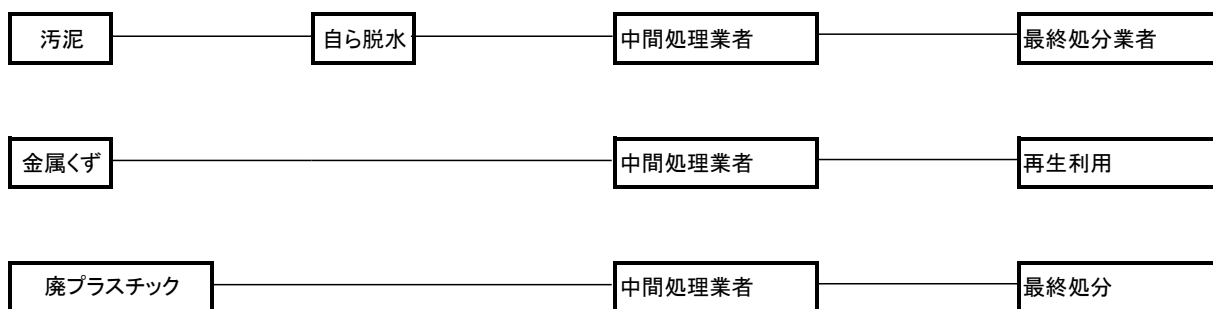 汚泥 自ら脱水 中間処理業者 最終処分業者
金属くず 中間処理業者 再生利用
廃プラスチック 中間処理業者 最終処分